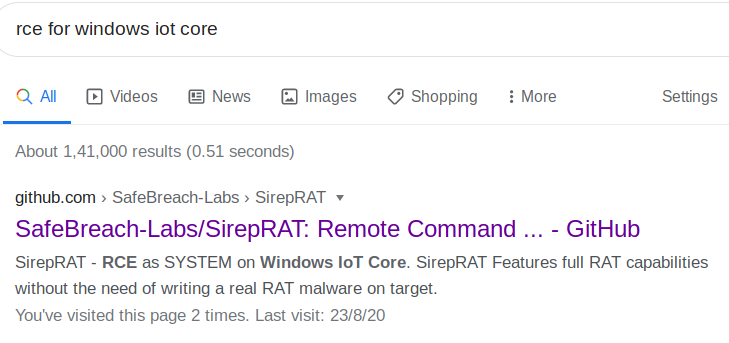 rce for windows iot core
All Videos News Images Shopping More Settings
About 1,41,000 results (0.51 seconds)
github.com › SafeBreach-Labs › SirepRAT
SafeBreach-Labs/SirepRAT: Remote Command ... - GitHub
SirepRAT - RCE as SYSTEM on Windows IoT Core. SirepRAT Features full RAT capabilities
without the need of writing a real RAT malware on target.
You've visited this page 2 times. Last visit: 23/8/20